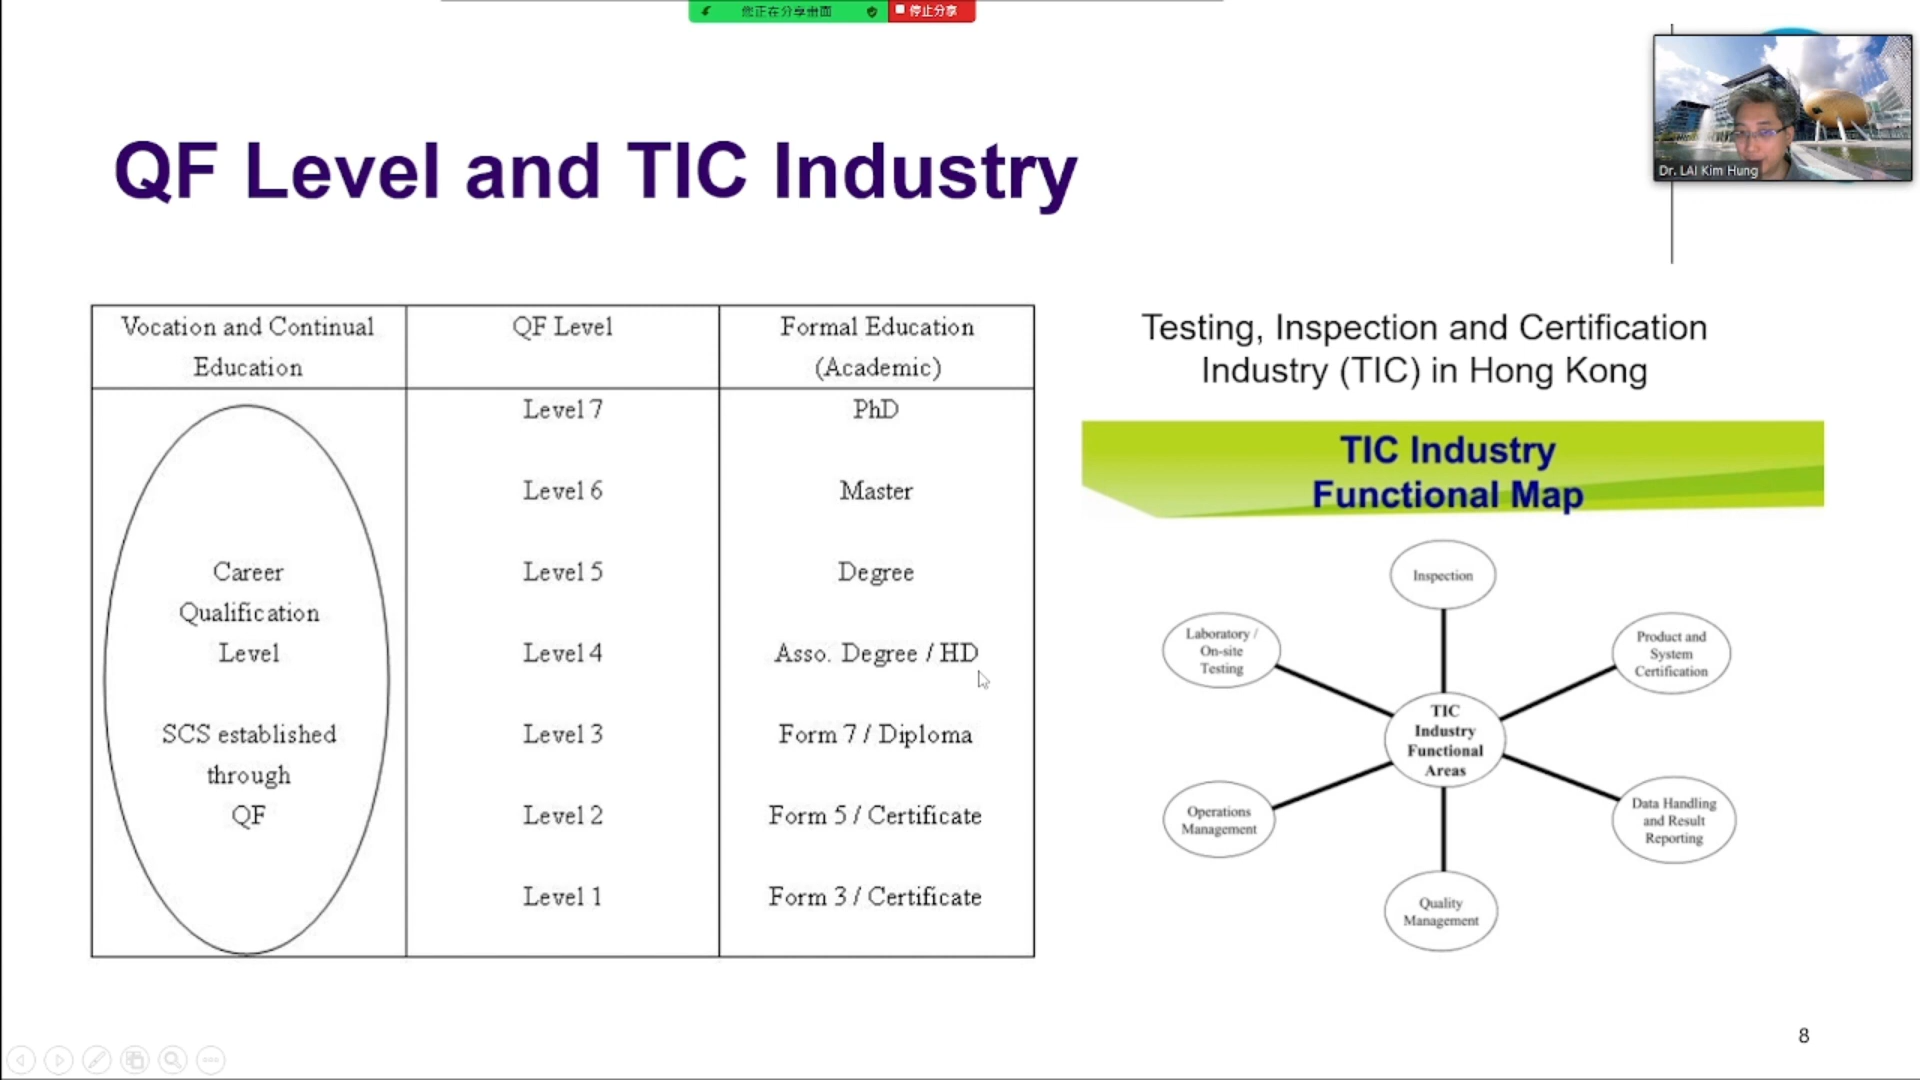 您正在分享画面
停止分享
Dr. LAI Kim Hung
QF Level and TIC Industry
Vocation and Continual
Education
QF Level
Formal Education
(Academic)
Level 7
PhD
Level 6
Master
Career
Qualification
Level
Level 5
Degree
Level 4
Asso. Degree / HD
SCS established
through
QF
Level 3
Form 7 / Diploma
Level 2
Form 5 / Certificate
Level 1
Form 3 / Certificate
Testing, Inspection and Certification
Industry (TIC) in Hong Kong
TIC Industry
Functional Map
Inspection
Laboratory /
On-site
Testing
Product and
System
Certification
TIC
Industry
Functional
Areas
Operations
Management
Data Handling
and Result
Reporting
Quality
Management
8